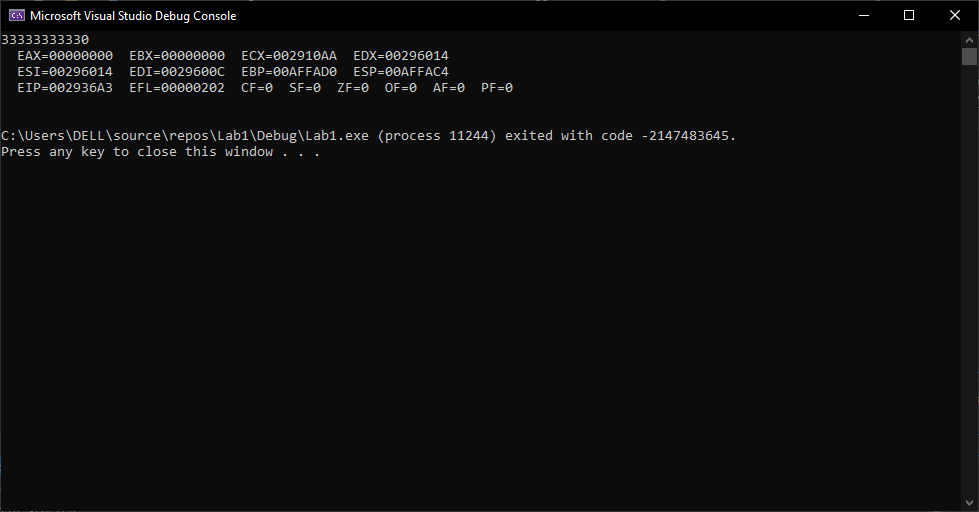 Microsoft Visual Studio Debug Console
33333333330
  EAX=00000000  EBX=00000000  ECX=002910AA  EDX=00296014
  ESI=00296014  EDI=0029600C  EBP=00AFFAD0  ESP=00AFFAC4
  EIP=002936A3  EFL=00000202  CF=0  SF=0  ZF=0  OF=0  AF=0  PF=0
C:\Users\DELL\source\repos\Lab1\Debug\Lab1.exe (process 11244) exited with code -2147483645.
Press any key to close this window . . .